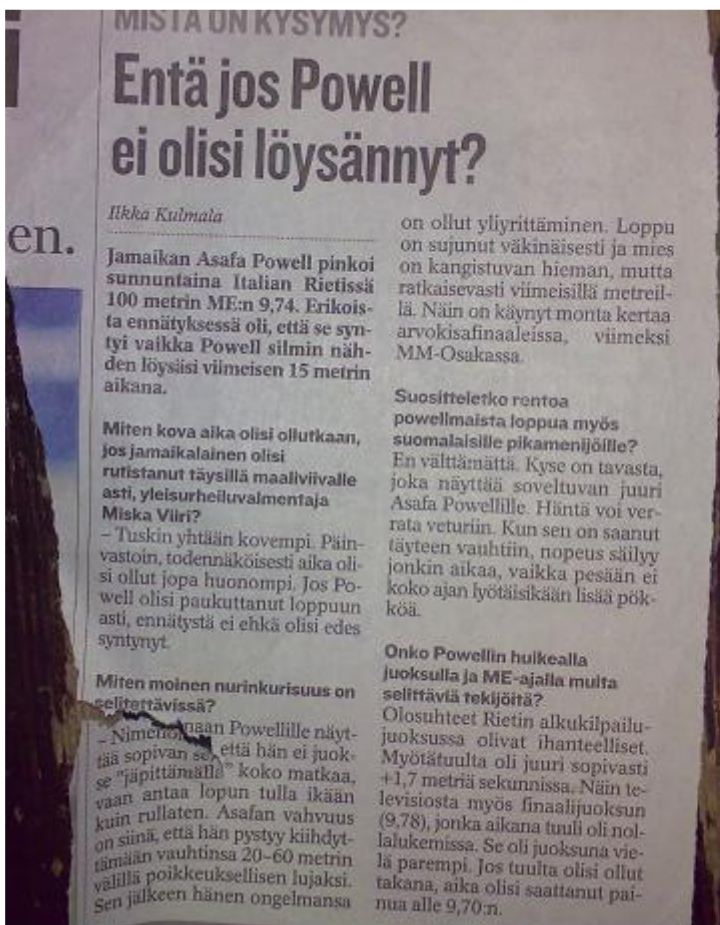 MISTÄ ON KYSYMYS?
Entä jos Powell
ei olisi löysännyt?
en.
Ilkka Kulmala
Jamaikan Asafa Powell pinkoi
sunnuntaina Italian Rietissä
100 metrin ME:n 9,74. Erikois-
ta ennätyksessä oli, että se syn-
tyi vaikka Powell silmin näh-
den löysäsi viimeisen 15 metrin
aikana.
Miten kova aika olisi ollutkaan,
jos jamaikalainen olisi
rutistanut täysillä maaliviivalle
asti, yleisurheiluvalmentaja
Miska Viiri?
– Tuskin yhtään kovempi. Päin-
vastoin, todennäköisesti aika oli-
si ollut jopa huonompi. Jos Po-
well olisi paukuttanut loppuun
asti, ennätystä ei ehkä olisi edes
syntynyt.
Miten moinen nurinkurisuus on
selitettävissä?
– Nimenomaan Powellille näyt-
tää sopivan se, että hän ei juok-
se "jäpittämällä" koko matkaa,
vaan antaa lopun tulla ikään
kuin rullaten. Asafan vahvuus
on siinä, että hän pystyy kiihdyt-
tämään vauhtinsa 20–60 metrin
välillä poikkeuksellisen lujaksi.
Sen jälkeen hänen ongelmansa
on ollut yliyrittäminen. Loppu
on sujunut väkinäisesti ja mies
on kangistuvan hieman, mutta
ratkaisevasti viimeisillä metreil-
lä. Näin on käynyt monta kertaa
arvokisafinaaleissa, viimeksi
MM-Osakassa.
Suositteletko rentoa
powellmaista loppua myös
suomalaisille pikamenijöille?
En välttämättä. Kyse on tavasta,
joka näyttää soveltuvan juuri
Asafa Powellille. Häntä voi ver-
rata veturiin. Kun sen on saanut
täyteen vauhtiin, nopeus säilyy
jonkin aikaa, vaikka pesään ei
koko ajan lyötäisikään lisää pök-
köä.
Onko Powellin huikealla
juoksulla ja ME-ajalla muita
selittäviä tekijöitä?
Olosuhteet Rietin alkukilpailu-
juoksussa olivat ihanteelliset.
Myötätuulta oli juuri sopivasti
+1,7 metriä sekunnissa. Näin te-
levisiosta myös finaalijuoksun
(9,78), jonka aikana tuuli oli nol-
lalukemissa. Se oli juoksuna vie-
lä parempi. Jos tuulta olisi ollut
takana, aika olisi saattanut pai-
nua alle 9,70:n.